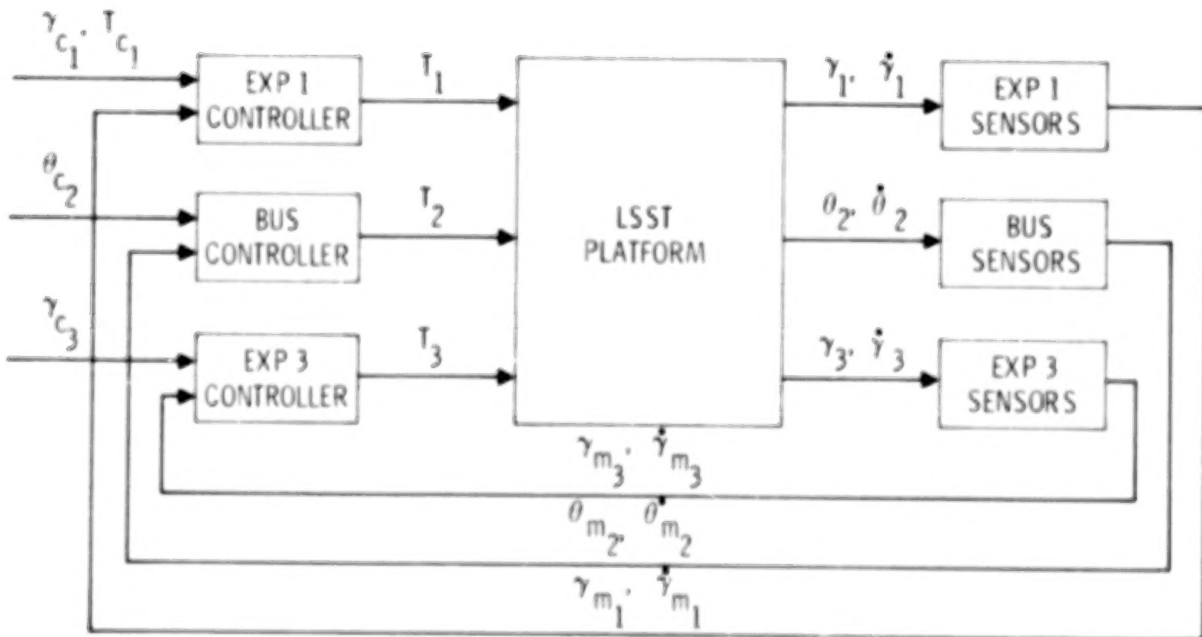 γc1, Tc1
EXP 1
CONTROLLER
T1
γ1, γ̇1
EXP 1
SENSORS
θc2
BUS
CONTROLLER
T2
LSST
PLATFORM
θ2, θ̇2
BUS
SENSORS
γc3
EXP 3
CONTROLLER
T3
γ3, γ̇3
EXP 3
SENSORS
γm3, γ̇m3
θm2, θ̇m2
γm1, γ̇m1